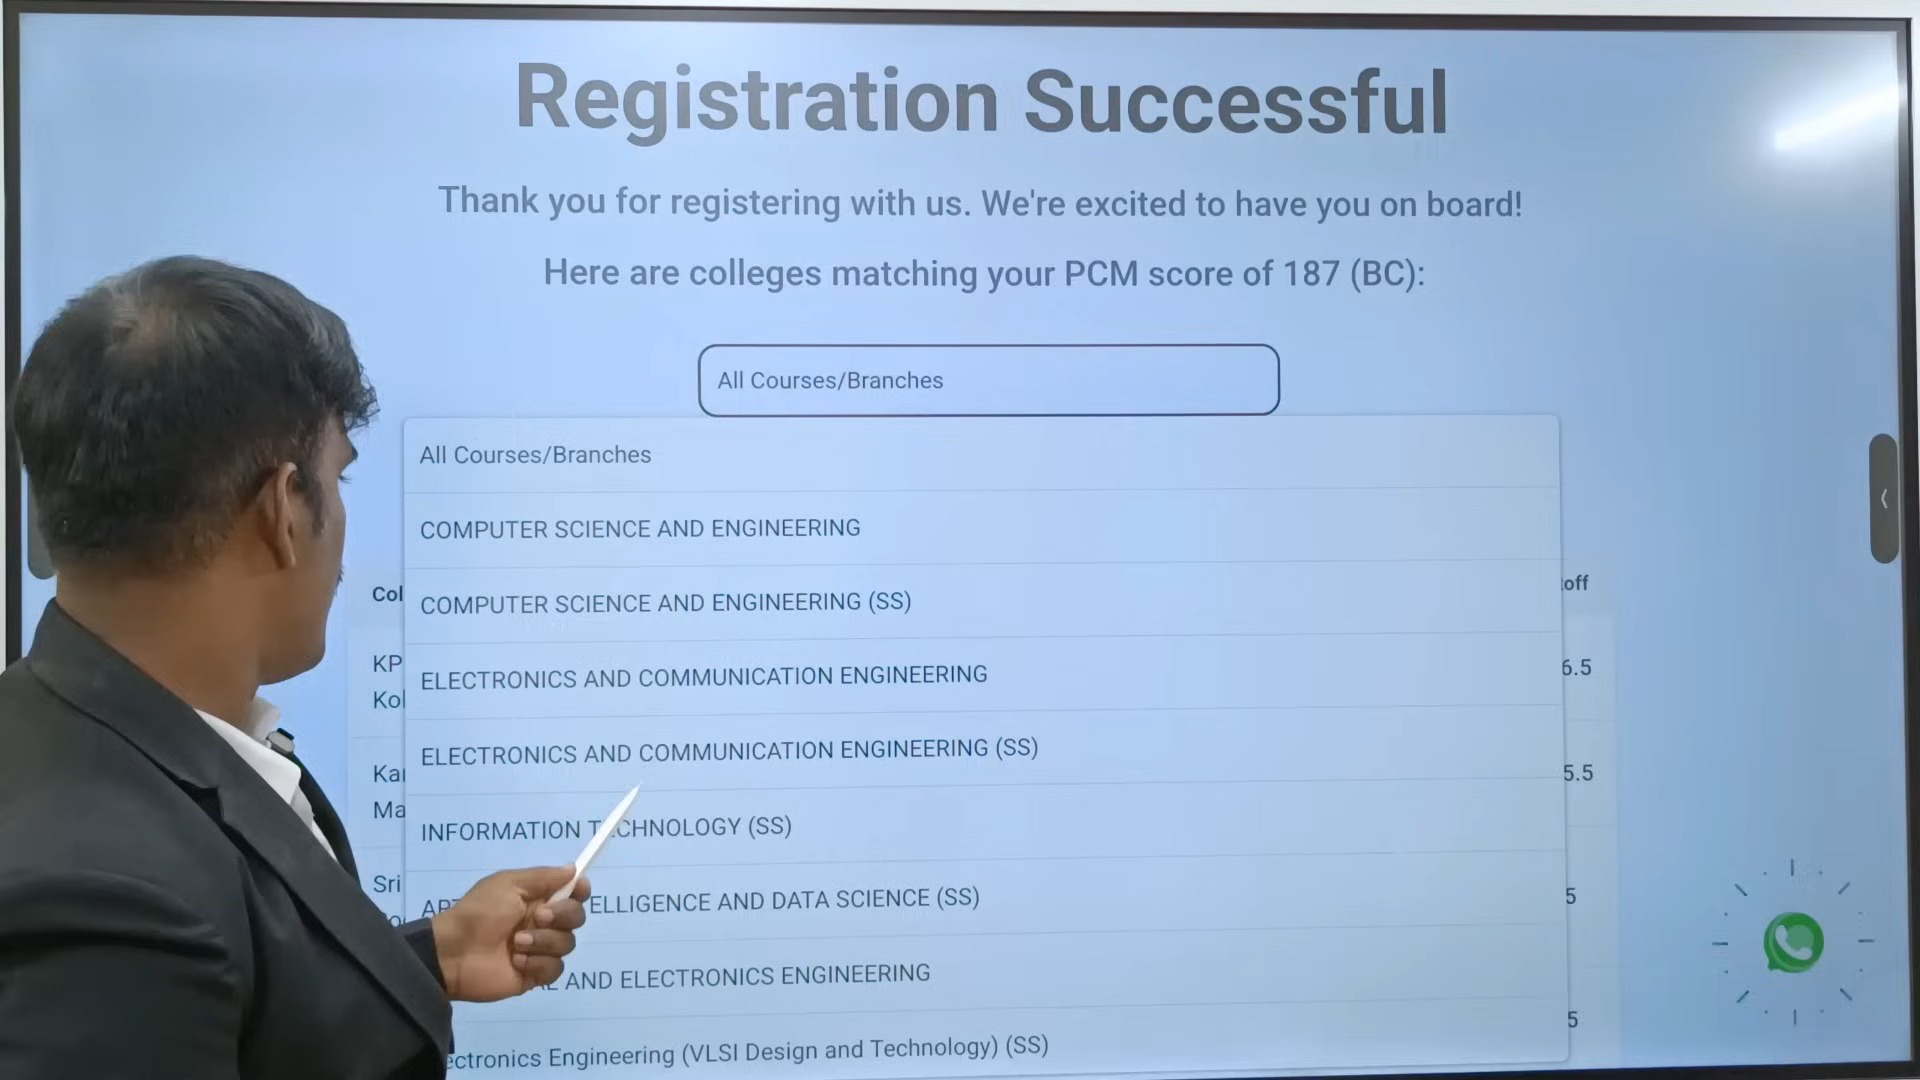 Registration Successful
Thank you for registering with us. We're excited to have you on board!
Here are colleges matching your PCM score of 187 (BC):
All Courses/Branches
All Courses/Branches
COMPUTER SCIENCE AND ENGINEERING
COMPUTER SCIENCE AND ENGINEERING (SS)
ELECTRONICS AND COMMUNICATION ENGINEERING
ELECTRONICS AND COMMUNICATION ENGINEERING (SS)
INFORMATION (SS)
AND DATA SCIENCE (SS)
AND ELECTRONICS ENGINEERING
Engineering (VLSI Design and Technology) (SS)
Sri